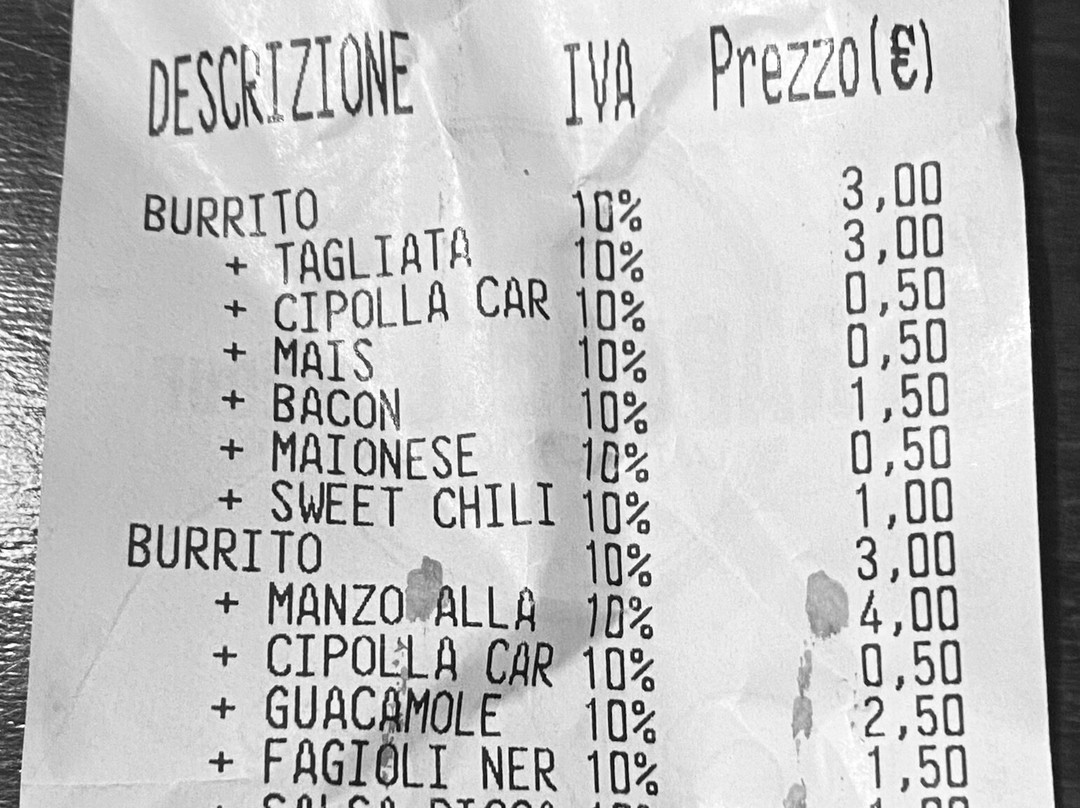 DESCRIZIONE IVA Prezzo(€)
BURRITO 10% 3,00
+ TAGLIATA 10% 3,00
+ CIPOLLA CAR 10% 0,50
+ MAIS 10% 0,50
+ BACON 10% 1,50
+ MAIONESE 10% 0,50
+ SWEET CHILI 10% 1,00
BURRITO 10% 3,00
+ MANZO ALLA 10% 4,00
+ CIPOLLA CAR 10% 0,50
+ GUACAMOLE 10% 2,50
+ FAGIOLI NER 10% 1,50